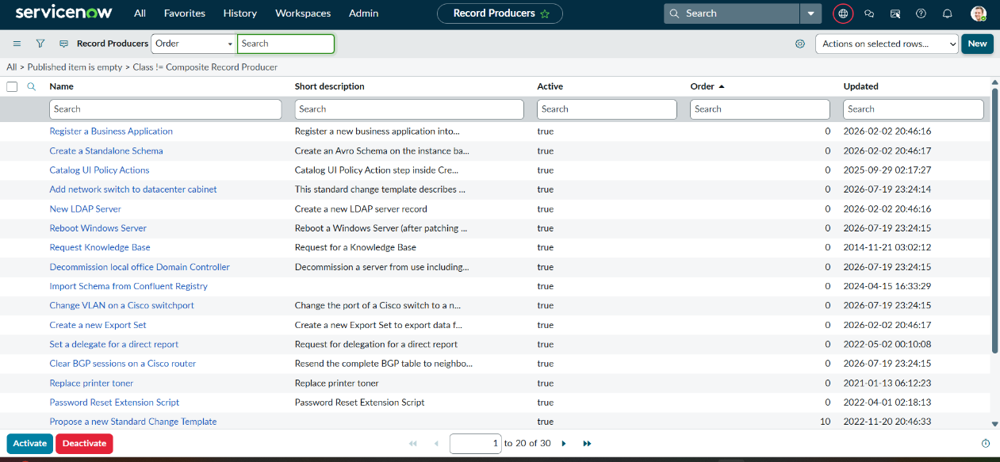 servicenow All Favorites History Workspaces Admin Record Producers Search
Record Producers Order Search Actions on selected rows... New
All > Published item is empty > Class != Composite Record Producer
Name Short description Active Order Updated
Search Search Search Search Search
Register a Business Application Register a new business application into... true 0 2026-02-02 20:46:16
Create a Standalone Schema Create an Avro Schema on the instance ba... true 0 2026-02-02 20:46:17
Catalog UI Policy Actions Catalog UI Policy Action step inside Cre... true 0 2025-09-29 02:17:27
Add network switch to datacenter cabinet This standard change template describes ... true 0 2026-07-19 23:24:14
New LDAP Server Create a new LDAP server record true 0 2026-02-02 20:46:16
Reboot Windows Server Reboot a Windows Server (after patching ... true 0 2026-07-19 23:24:15
Request Knowledge Base Request for a Knowledge Base true 0 2014-11-21 03:02:12
Decommission local office Domain Controller Decommission a server from use including... true 0 2026-07-19 23:24:15
Import Schema from Confluent Registry true 0 2024-04-15 16:33:29
Change VLAN on a Cisco switchport Change the port of a Cisco switch to a n... true 0 2026-07-19 23:24:15
Create a new Export Set Create a new Export Set to export data f... true 0 2026-02-02 20:46:17
Set a delegate for a direct report Request for delegation for a direct report true 0 2022-05-02 00:10:08
Clear BGP sessions on a Cisco router Resend the complete BGP table to neighbo... true 0 2026-07-19 23:24:15
Replace printer toner Replace printer toner true 0 2021-01-13 06:12:23
Password Reset Extension Script Password Reset Extension Script true 0 2022-04-01 02:18:13
Propose a new Standard Change Template true 10 2022-11-20 20:46:33
Activate Deactivate 1 to 20 of 30